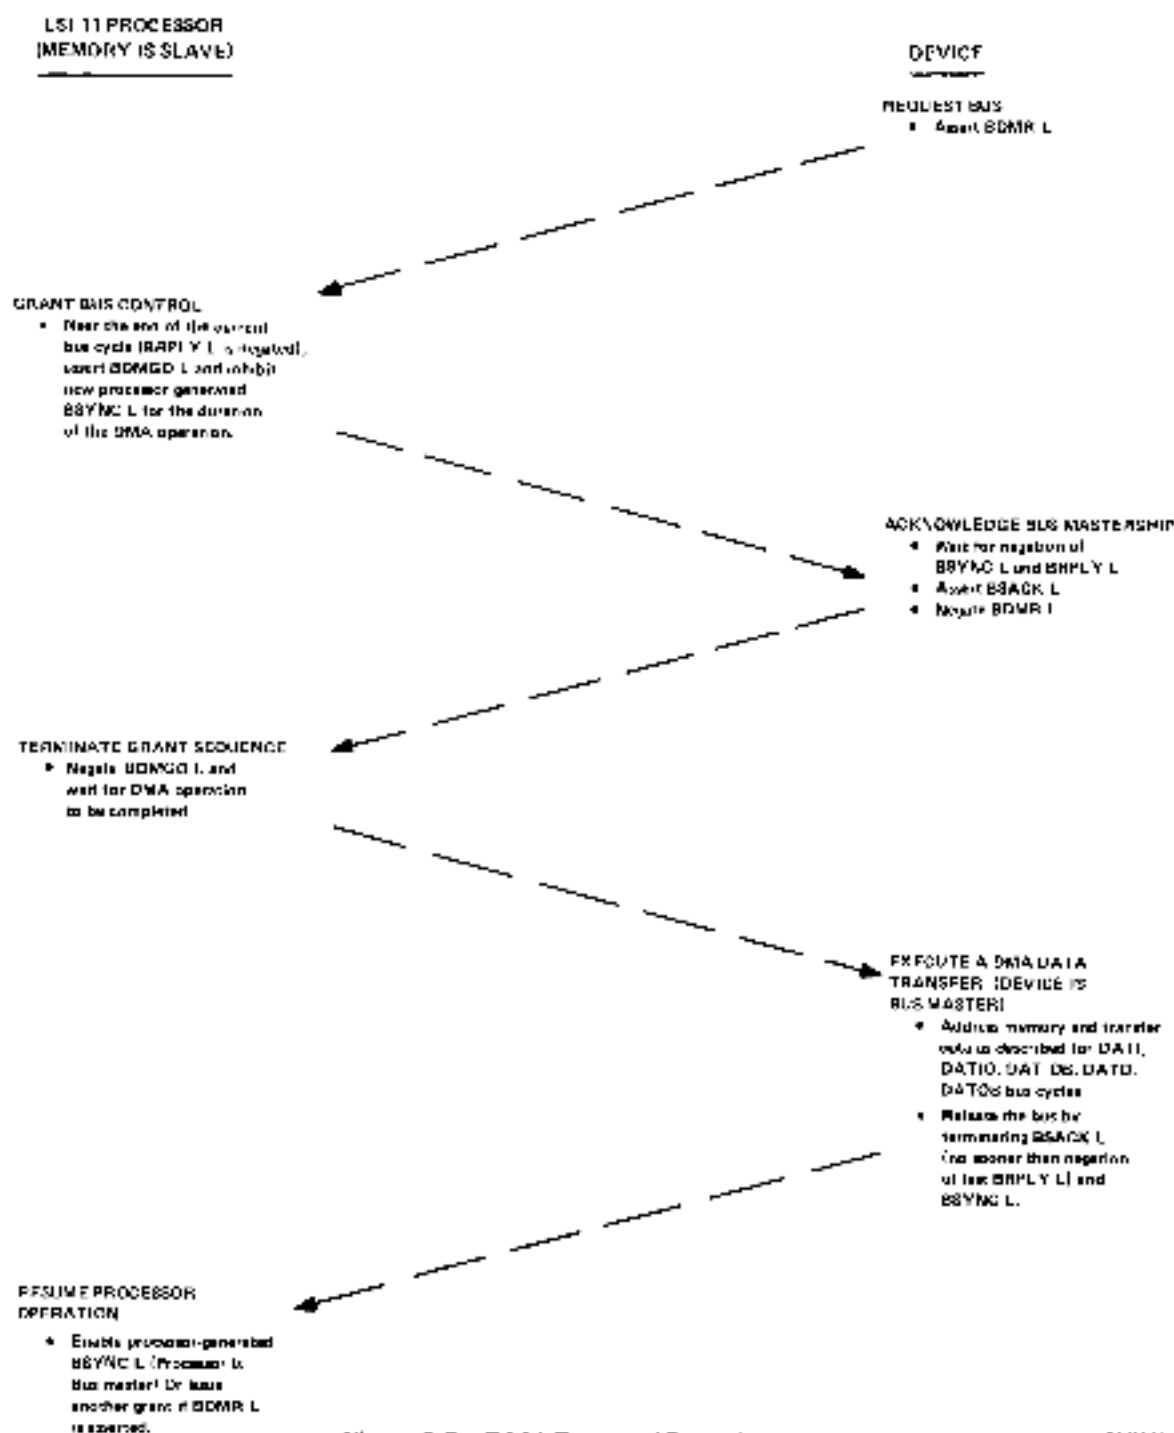 LSI 11 PROCESSOR
(MEMORY IS SLAVE)
DEVICE
REQUEST BUS
• Assert BDMR L
GRANT BUS CONTROL
• Near the end of the current
bus cycle (BRPLY L is negated),
assert BDMGO L and inhibit
new processor generated
BSYNC L for the duration
of the DMA operation.
ACKNOWLEDGE BUS MASTERSHIP
• Wait for negation of
BSYNC L and BRPLY L
• Assert BSACK L
• Negate BDMR L
TERMINATE GRANT SEQUENCE
• Negate BDMGO L and
wait for DMA operation
to be completed
EXECUTE A DMA DATA
TRANSFER (DEVICE IS
BUS MASTER)
• Address memory and transfer
data as described for DATI,
DATIO, DATIOB, DATO,
DATOB bus cycles
• Release the bus by
terminating BSACK L
(no sooner than negation
of last BRPLY L) and
BSYNC L.
RESUME PROCESSOR
OPERATION
• Enable processor-generated
BSYNC L (Processor is
Bus master) Or issue
another grant if BDMR L
is asserted.